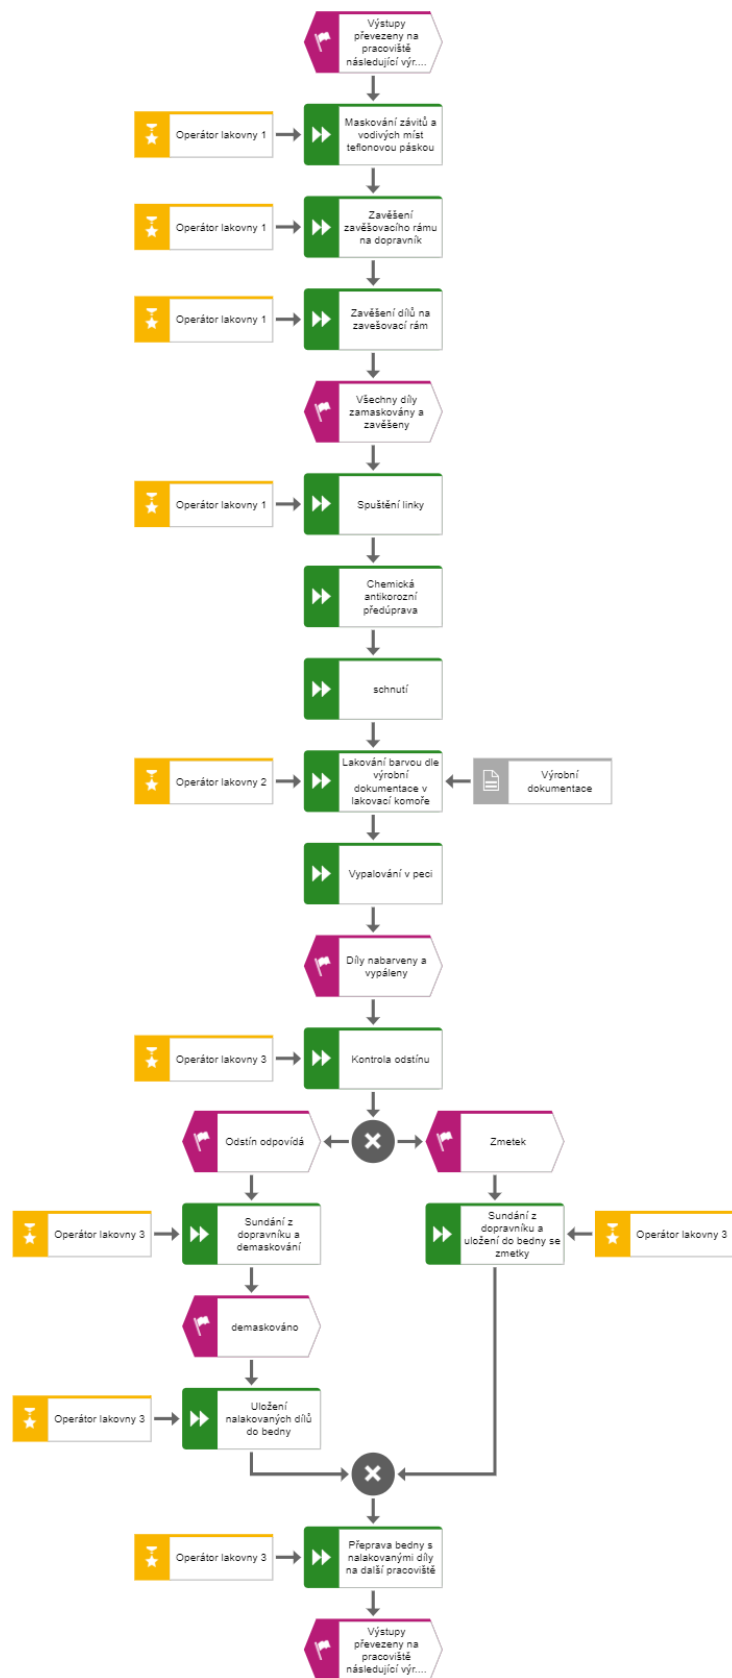 Výstupy
převezeny na
pracoviště
následující výr....
Operátor lakovny 1
Maskování závitů a
vodivých míst
teflonovou páskou
Operátor lakovny 1
Zavěšení
zavěšovacího rámu
na dopravník
Operátor lakovny 1
Zavěšení dílů na
zavešovací rám
Všechny díly
zamaskovány a
zavěšeny
Operátor lakovny 1
Spuštění linky
Chemická
antikorozní
předúprava
schnutí
Operátor lakovny 2
Lakování barvou dle
výrobní
dokumentace v
lakovací komoře
Výrobní
dokumentace
Vypalování v peci
Díly nabarveny a
vypáleny
Operátor lakovny 3
Kontrola odstínu
Odstín odpovídá
Zmetek
Operátor lakovny 3
Sundání z
dopravníku a
demaskování
Sundání z
dopravníku a
uložení do bedny se
zmetky
Operátor lakovny 3
demaskováno
Operátor lakovny 3
Uložení
nalakovaných dílů
do bedny
Operátor lakovny 3
Přeprava bedny s
nalakovanými díly
na další pracoviště
Výstupy
převezeny na
pracoviště
následující výr....